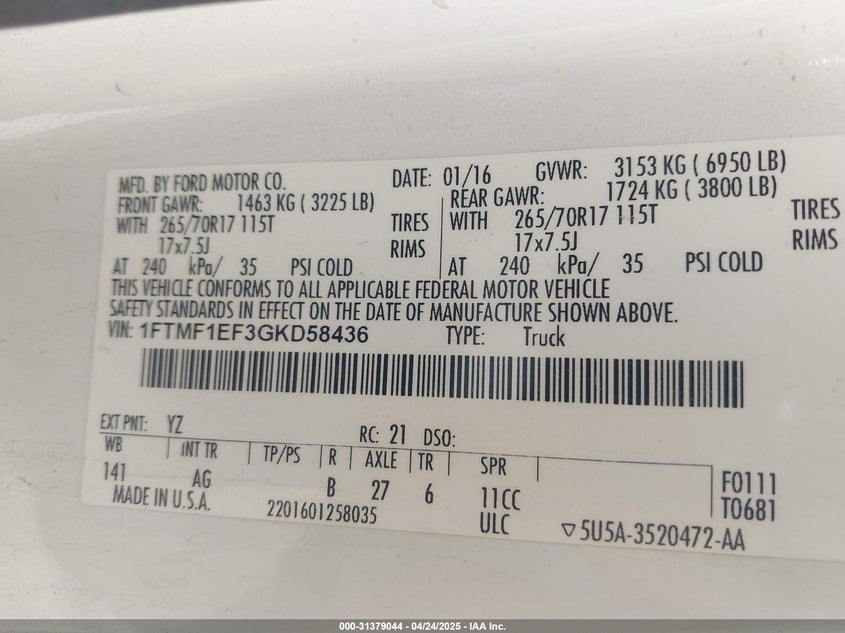 MFD. BY FORD MOTOR CO. DATE: 01/16 GVWR: 3153 KG ( 6950 LB)
FRONT GAWR: 1463 KG ( 3225 LB) REAR GAWR: 1724 KG ( 3800 LB)
WITH 265/70R17 115T TIRES WITH 265/70R17 115T TIRES
17x7.5J RIMS 17x7.5J RIMS
AT 240 kPa/ 35 PSI COLD AT 240 kPa/ 35 PSI COLD
THIS VEHICLE CONFORMS TO ALL APPLICABLE FEDERAL MOTOR VEHICLE
SAFETY STANDARDS IN EFFECT ON THE DATE OF MANUFACTURE SHOWN ABOVE.
VIN: 1FTMF1EF3GKD58436 TYPE: Truck
EXT PNT: YZ RC: 21 DSO:
WB INT TR TP/PS R AXLE TR SPR F0111
141 AG B 27 6 11CC T0681
MADE IN U.S.A. 2201601258035 ULC ▽5U5A-3520472-AA
000-31379044 - 04/24/2025 - IAA Inc.